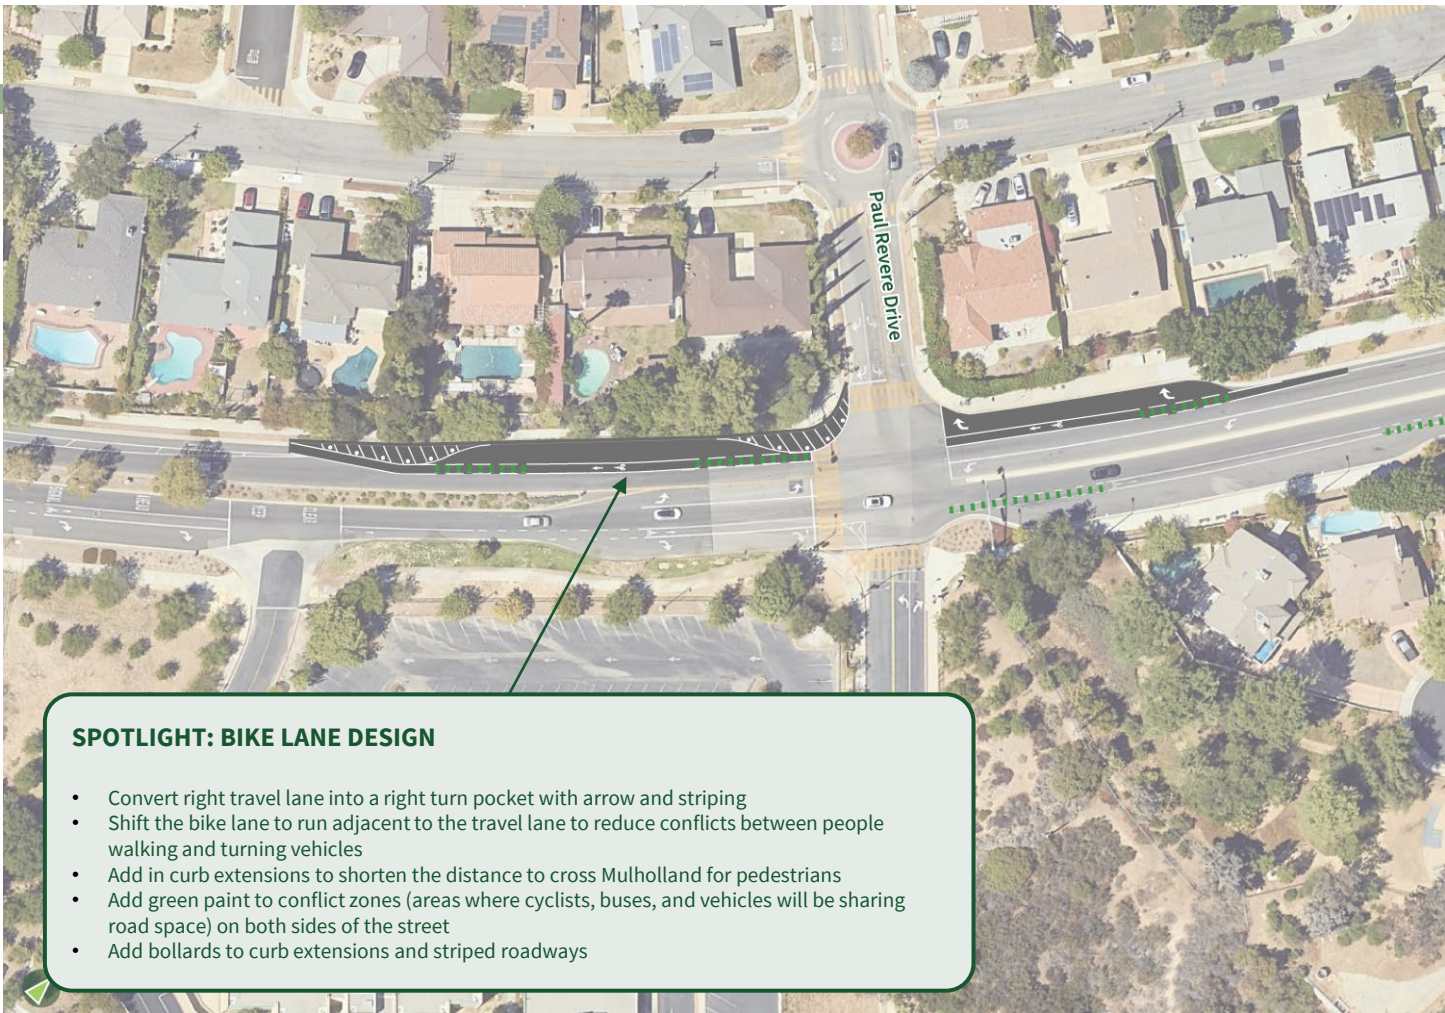 Paul Revere Drive
KEEP
CLEAR
SPOTLIGHT: BIKE LANE DESIGN
• Convert right travel lane into a right turn pocket with arrow and striping
• Shift the bike lane to run adjacent to the travel lane to reduce conflicts between people
walking and turning vehicles
• Add in curb extensions to shorten the distance to cross Mulholland for pedestrians
• Add green paint to conflict zones (areas where cyclists, buses, and vehicles will be sharing
road space) on both sides of the street
• Add bollards to curb extensions and striped roadways